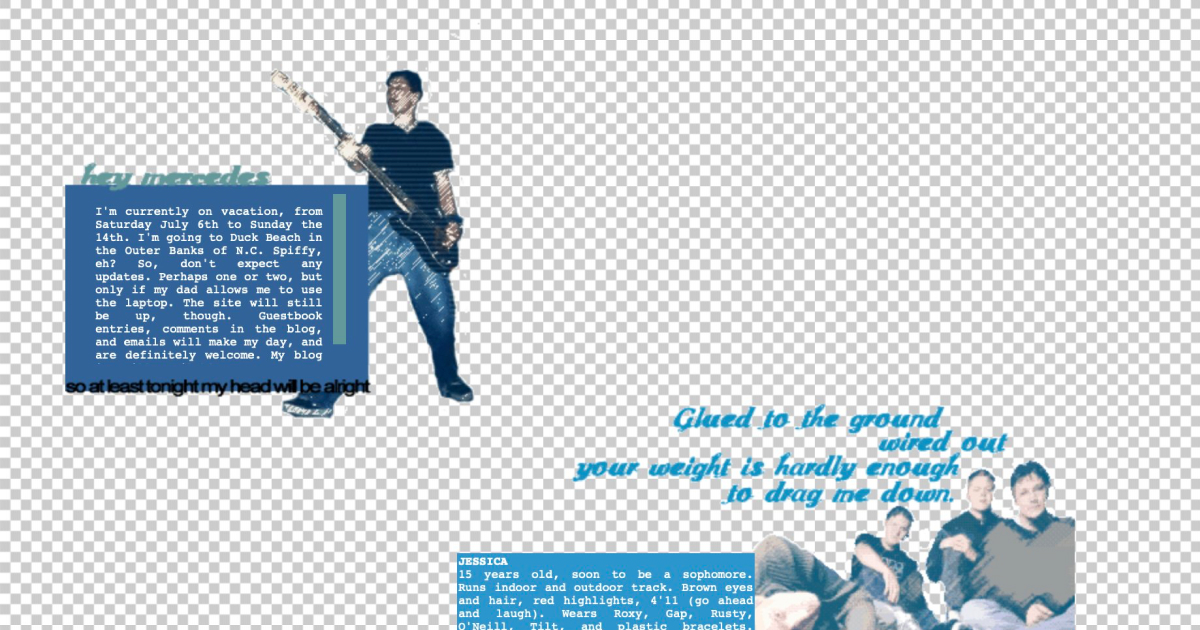 hey mercedes
I'm currently on vacation, from
Saturday July 6th to Sunday the
14th. I'm going to Duck Beach in
the Outer Banks of N.C. Spiffy,
eh? So, don't expect any
updates. Perhaps one or two, but
only if my dad allows me to use
the laptop. The site will still
be up, though. Guestbook
entries, comments in the blog,
and emails will make my day, and
are definitely welcome. My blog
so at least tonight my head will be alright
Glued to the ground
wired out
your weight is hardly enough
to drag me down.
JESSICA
15 years old, soon to be a sophomore.
Runs indoor and outdoor track. Brown eyes
and hair, red highlights, 4'11 (go ahead
and laugh). Wears Roxy, Gap, Rusty,
O'Neill, Tilt, and plastic bracelets.